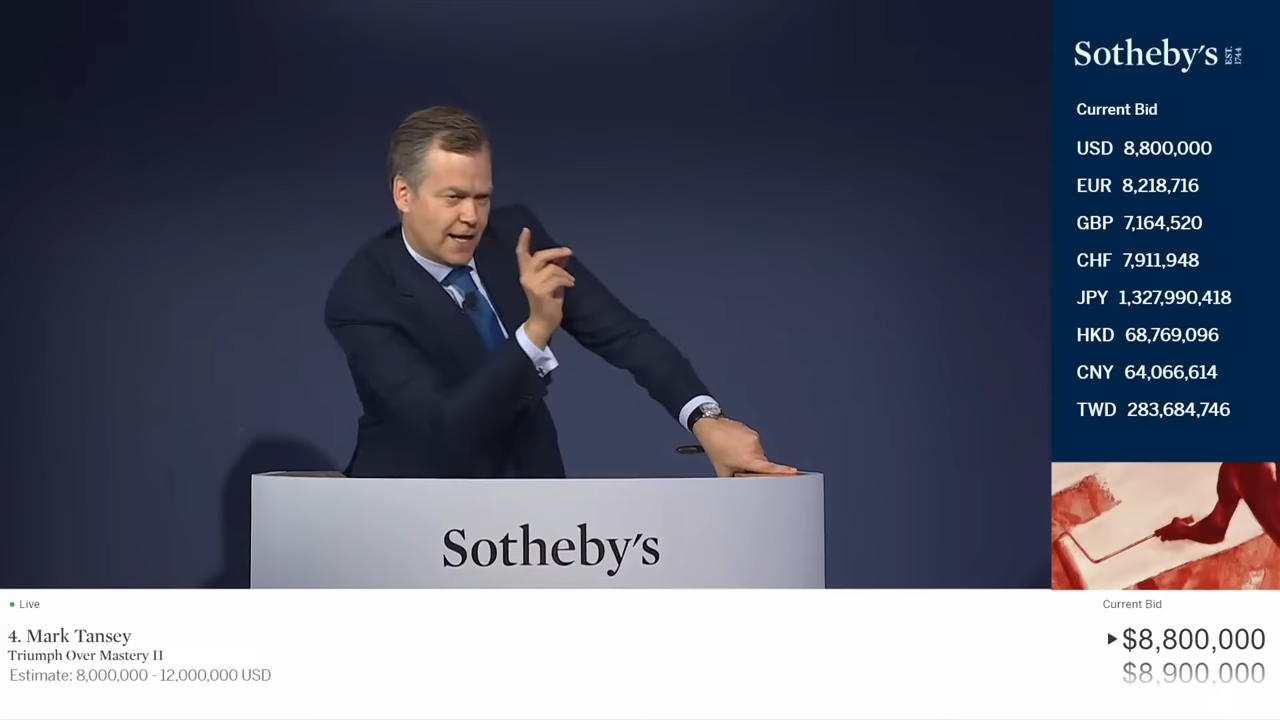 Sotheby's EST. 1744
Current Bid
USD 8,800,000
EUR 8,218,716
GBP 7,164,520
CHF 7,911,948
JPY 1,327,990,418
HKD 68,769,096
CNY 64,066,614
TWD 283,684,746
Sotheby's
Live
4. Mark Tansey
Triumph Over Mastery II
Estimate: 8,000,000 - 12,000,000 USD
Current Bid
$8,800,000
$8,900,000